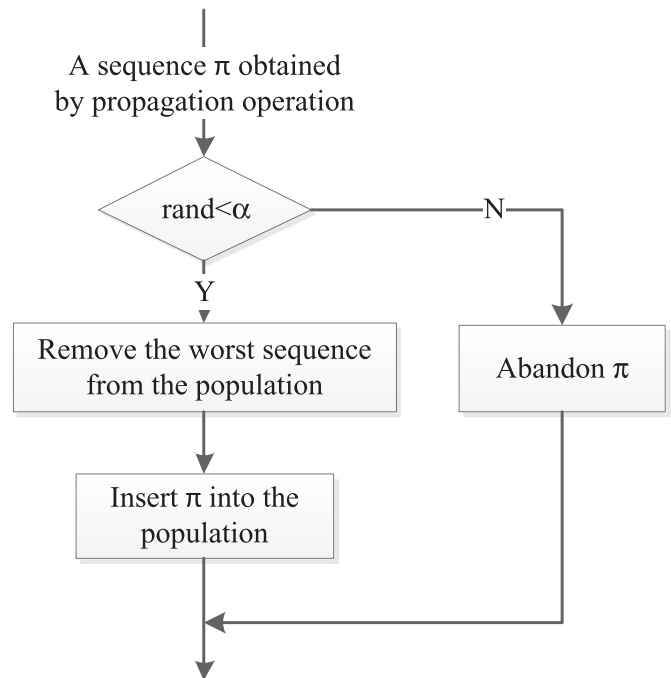 A sequence π obtained
by propagation operation
rand<α
N
Y
Remove the worst sequence
from the population
Abandon π
Insert π into the
population